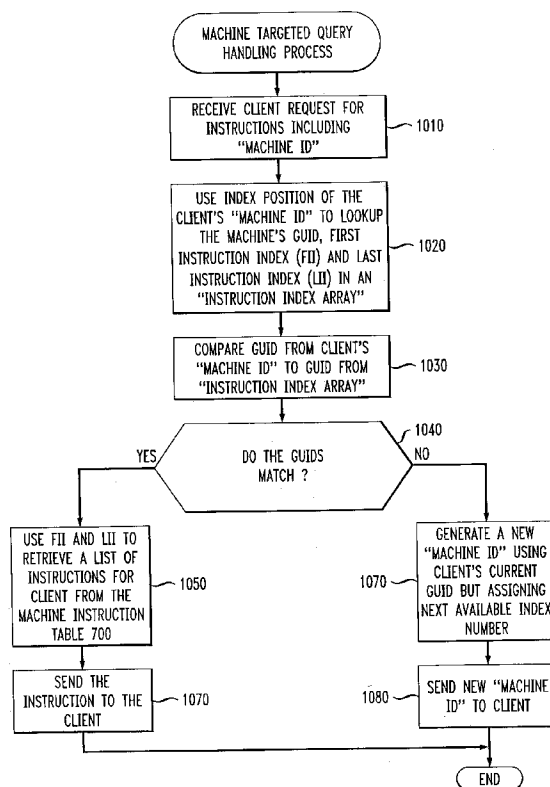 MACHINE TARGETED QUERY
HANDLING PROCESS
RECEIVE CLIENT REQUEST FOR
INSTRUCTIONS INCLUDING
“MACHINE ID”
1010
USE INDEX POSITION OF THE
CLIENT'S “MACHINE ID” TO LOOKUP
THE MACHINE'S GUID, FIRST
INSTRUCTION INDEX (FII) AND LAST
INSTRUCTION INDEX (LII) IN AN
“INSTRUCTION INDEX ARRAY”
1020
COMPARE GUID FROM CLIENT'S
“MACHINE ID” TO GUID FROM
“INSTRUCTION INDEX ARRAY”
1030
1040
YES
DO THE GUIDS
MATCH ?
NO
USE FII AND LII TO
RETRIEVE A LIST OF
INSTRUCTIONS FOR
CLIENT FROM THE
MACHINE INSTRUCTION
TABLE 700
1050
GENERATE A NEW
“MACHINE ID” USING
CLIENT'S CURRENT
GUID BUT ASSIGNING
NEXT AVAILABLE INDEX
NUMBER
1070
SEND THE
INSTRUCTION TO THE
CLIENT
1070
SEND NEW “MACHINE
ID” TO CLIENT
1080
END